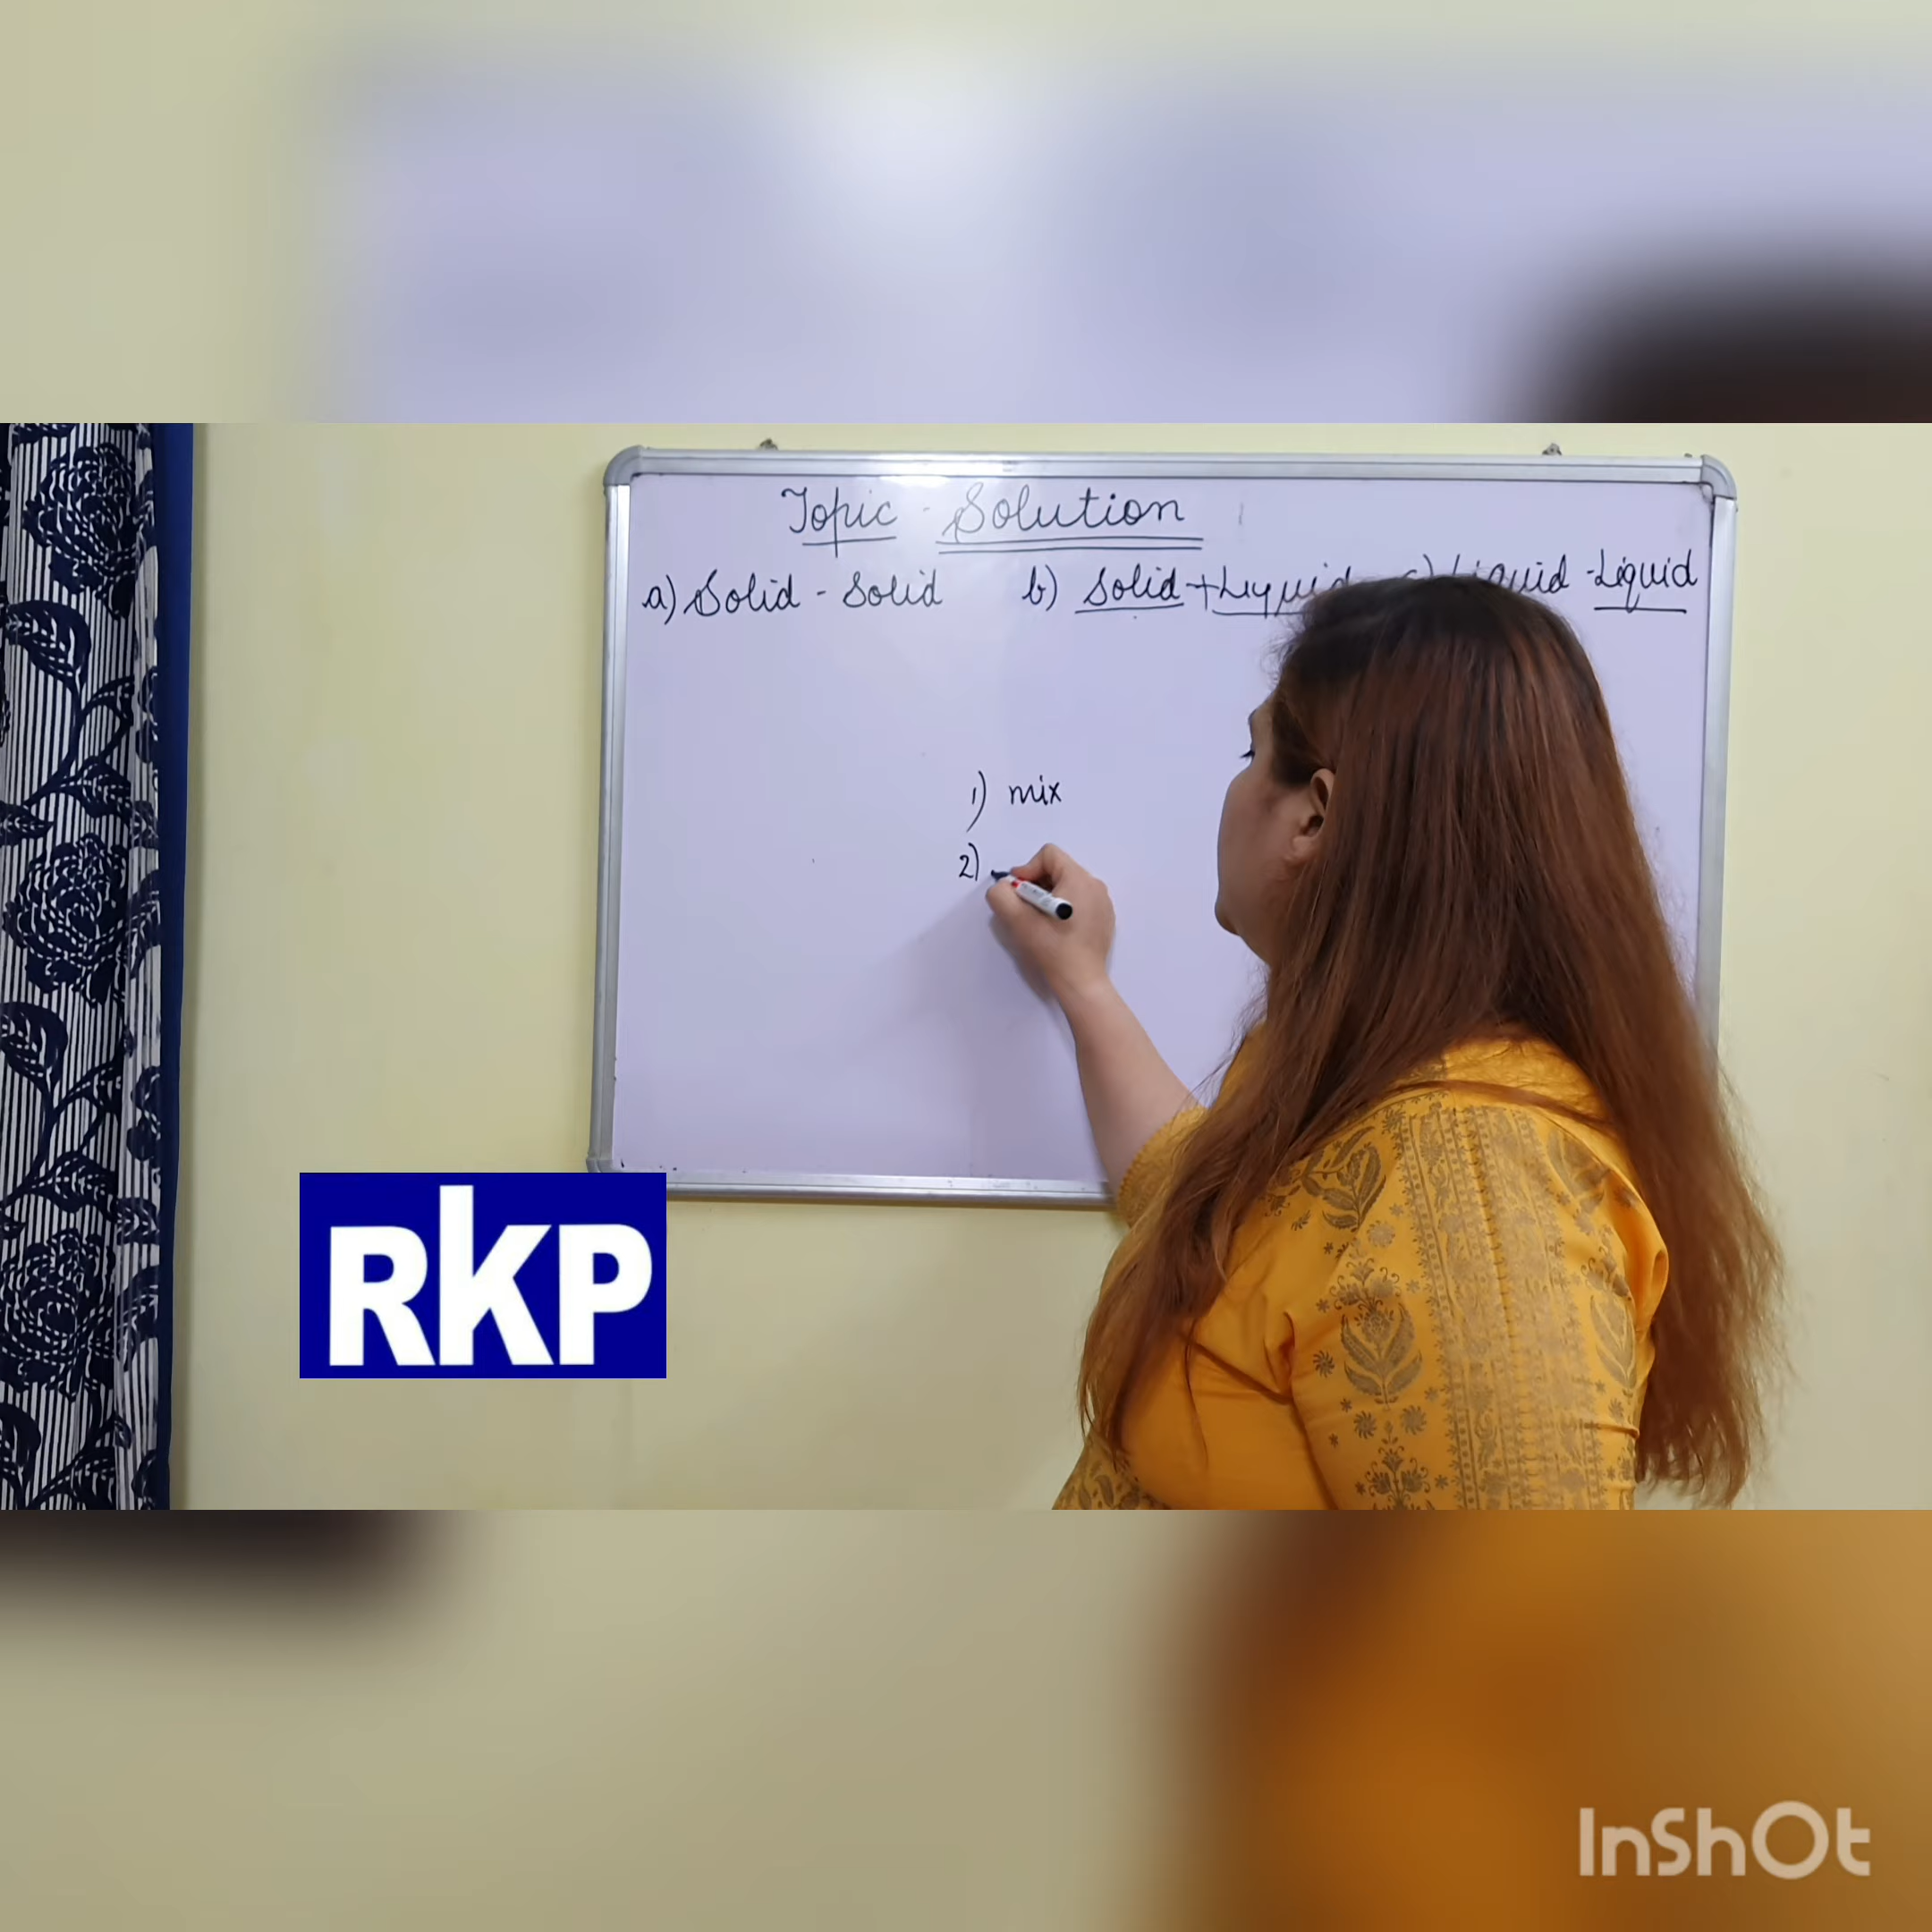 Topic - Solution
a) Solid - Solid b) Solid + Liquid c) Liquid - Liquid
1) mix
2)
RKP
InShOt